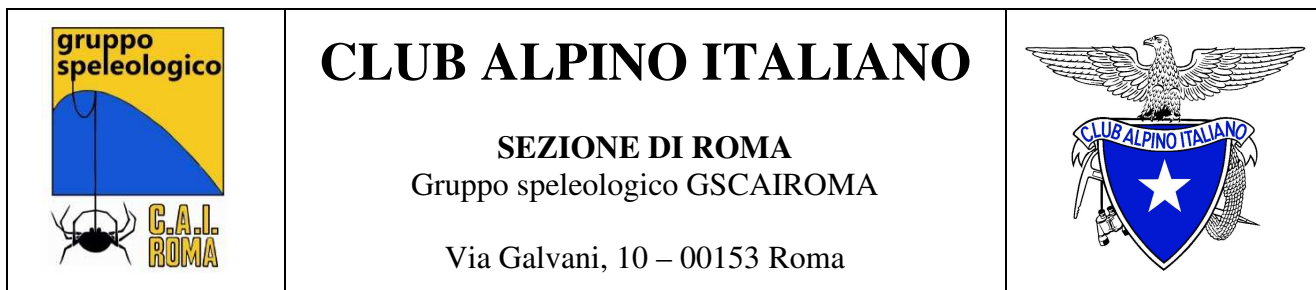 gruppo
speleologico
C.A.I.
ROMA
CLUB ALPINO ITALIANO
SEZIONE DI ROMA
Gruppo speleologico GSCAIROMA
Via Galvani, 10 – 00153 Roma
CLUB ALPINO ITALIANO